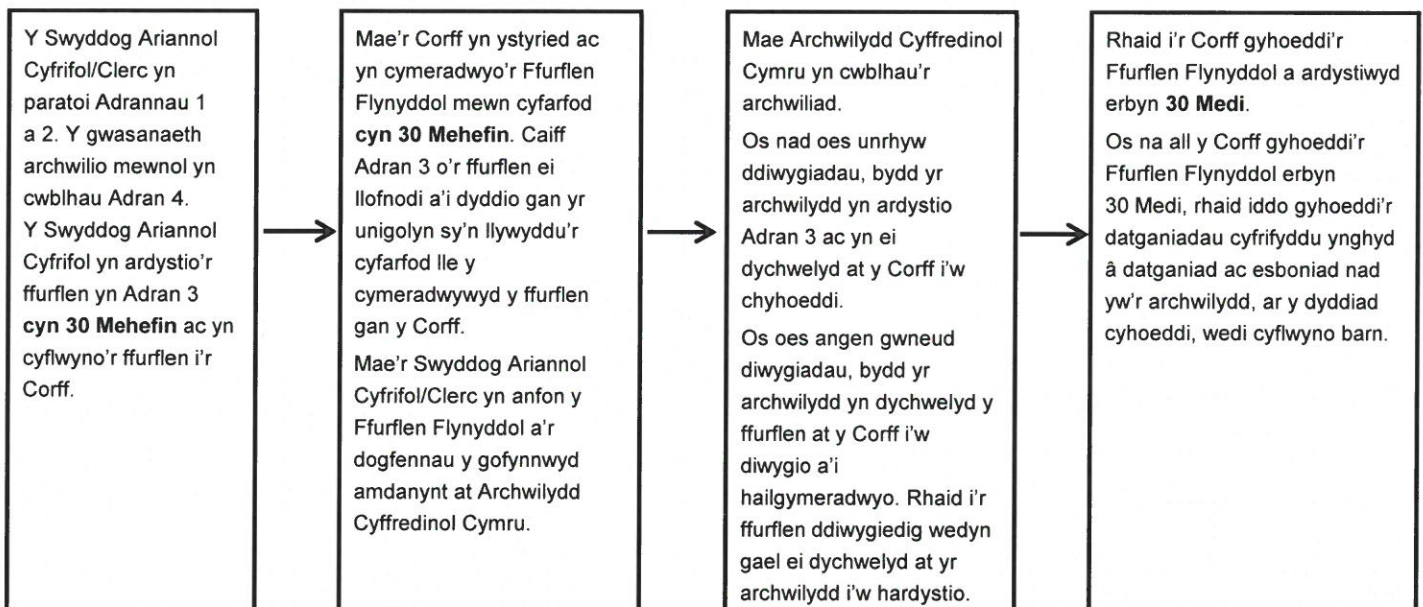 Y Swyddog Ariannol
Cyfrifol/Clerc yn
paratoi Adrannau 1
a 2. Y gwasanaeth
archwilio mewnol yn
cwblhau Adran 4.
Y Swyddog Ariannol
Cyfrifol yn ardystio'r
ffurflen yn Adran 3
cyn 30 Mehefin ac yn
cyflwyno'r ffurflen i'r
Corff.
Mae'r Corff yn ystyried ac
yn cymeradwyo'r Ffurflen
Flynyddol mewn cyfarfod
cyn 30 Mehefin. Caiff
Adran 3 o'r ffurflen ei
llofnodi a'i dyddio gan yr
unigolyn sy'n llywyddu'r
cyfarfod lle y
cymeradwywyd y ffurflen
gan y Corff.
Mae'r Swyddog Ariannol
Cyfrifol/Clerc yn anfon y
Ffurflen Flynyddol a'r
dogfennau y gofynnwyd
amdanynt at Archwilydd
Cyffredinol Cymru.
Mae Archwilydd Cyffredinol
Cymru yn cwblhau'r
archwiliad.
Os nad oes unrhyw
ddiwygiadau, bydd yr
archwilydd yn ardystio
Adran 3 ac yn ei
dychwelyd at y Corff i'w
chyhoeddi.
Os oes angen gwneud
diwygiadau, bydd yr
archwilydd yn dychwelyd y
ffurflen at y Corff i'w
diwygio a'i
hailgymeradwyo. Rhaid i'r
ffurflen ddiwygiedig wedyn
gael ei dychwelyd at yr
archwilydd i'w hardystio.
Rhaid i'r Corff gyhoeddi'r
Ffurflen Flynyddol a ardystiwyd
erbyn 30 Medi.
Os na all y Corff gyhoeddi'r
Ffurflen Flynyddol erbyn
30 Medi, rhaid iddo gyhoeddi'r
datganiadau cyfrifyddu ynghyd
â datganiad ac esboniad nad
yw'r archwilydd, ar y dyddiad
cyhoeddi, wedi cyflwyno barn.